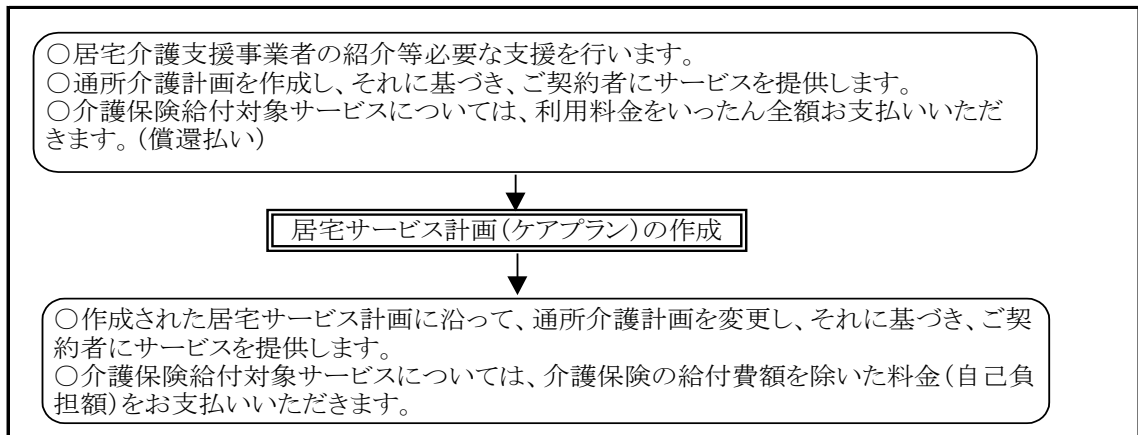 ○居宅介護支援事業者の紹介等必要な支援を行います。
○通所介護計画を作成し、それに基づき、ご契約者にサービスを提供します。
○介護保険給付対象サービスについては、利用料金をいったん全額お支払いいただ
きます。(償還払い)
居宅サービス計画(ケアプラン)の作成
○作成された居宅サービス計画に沿って、通所介護計画を変更し、それに基づき、ご契
約者にサービスを提供します。
○介護保険給付対象サービスについては、介護保険の給付費額を除いた料金(自己負
担額)をお支払いいただきます。